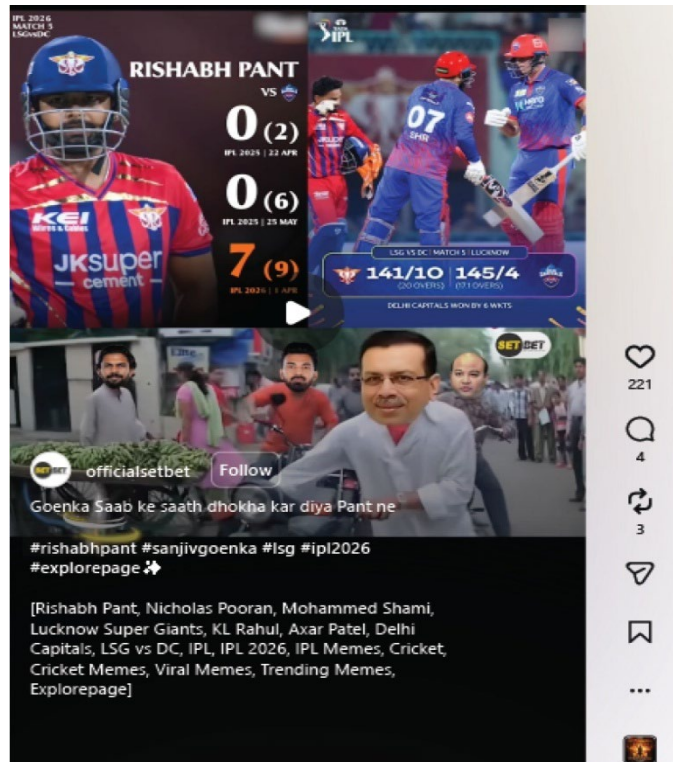 IPL 2026
MATCH 5
LSGvsDC
RISHABH PANT
VS
0 (2)
IPL 2025 | 22 APR
0 (6)
IPL 2025 | 25 MAY
7 (9)
IPL 2026 | 1 APR
KEI
Wires & Cables
JKsuper
cement
IPL
07
HERO
JKsuper
LSG VS DC | MATCH 5 | LUCKNOW
141/10
(20 OVERS)
145/4
(17.1 OVERS)
DELHI CAPITALS WON BY 6 WKTS
SETBET
SETBET
officialsetbet
Follow
Goenka Saab ke saath dhokha kar diya Pant ne
#rishabhpant #sanjivgoenka #lsg #ipl2026
#explorepage✨
[Rishabh Pant, Nicholas Pooran, Mohammed Shami,
Lucknow Super Giants, KL Rahul, Axar Patel, Delhi
Capitals, LSG vs DC, IPL, IPL 2026, IPL Memes, Cricket,
Cricket Memes, Viral Memes, Trending Memes,
Explorepage]
221
4
3